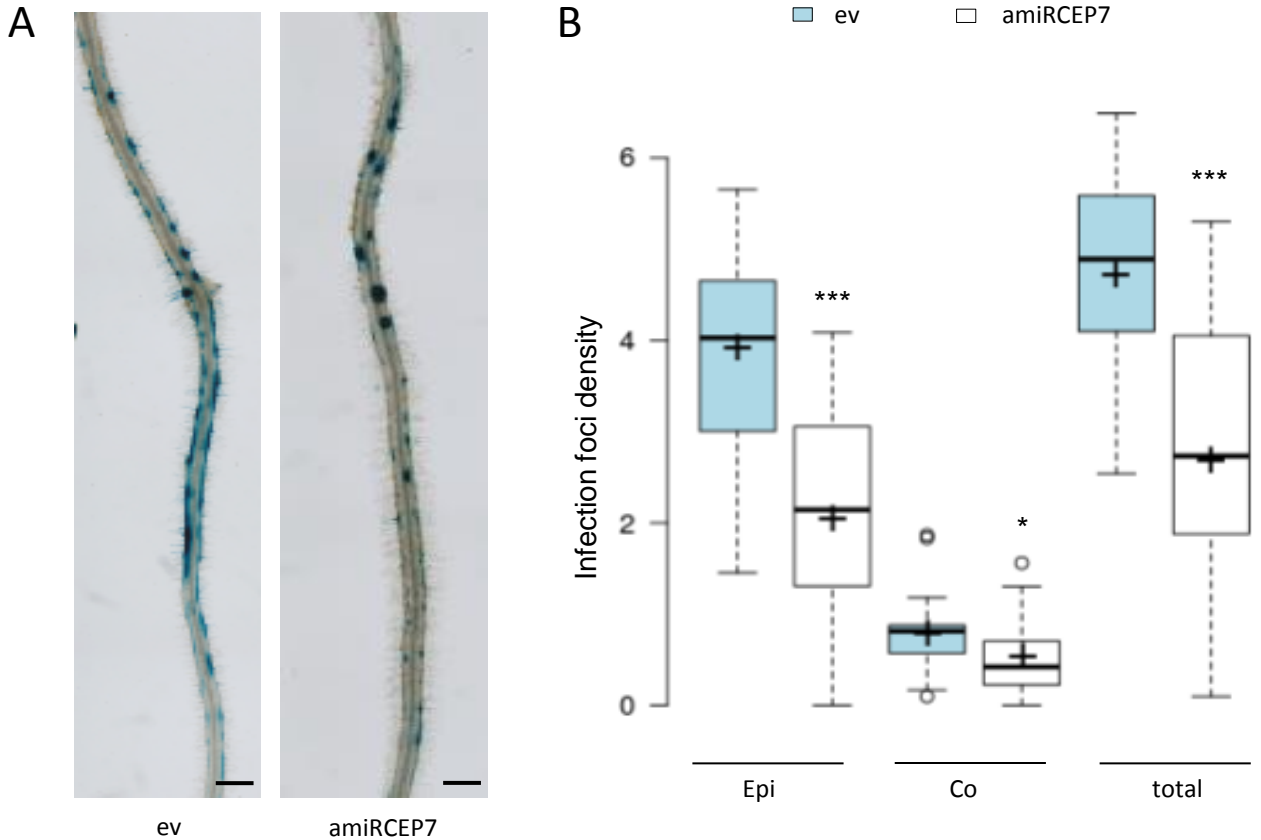 A
B
ev
amiRCEP7
Infection foci density
6
***
***
4
2
*
0
Epi
Co
total
ev
amiRCEP7